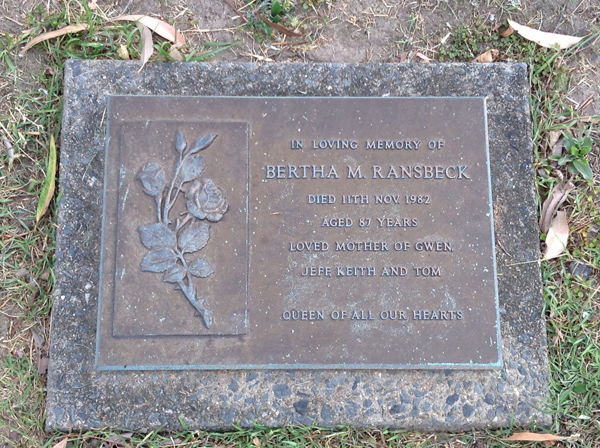 IN LOVING MEMORY OF
BERTHA M. RANSBECK
DIED 11TH NOV 1982
AGED 87 YEARS
LOVED MOTHER OF GWEN,
JEFF, KEITH AND TOM
QUEEN OF ALL OUR HEARTS